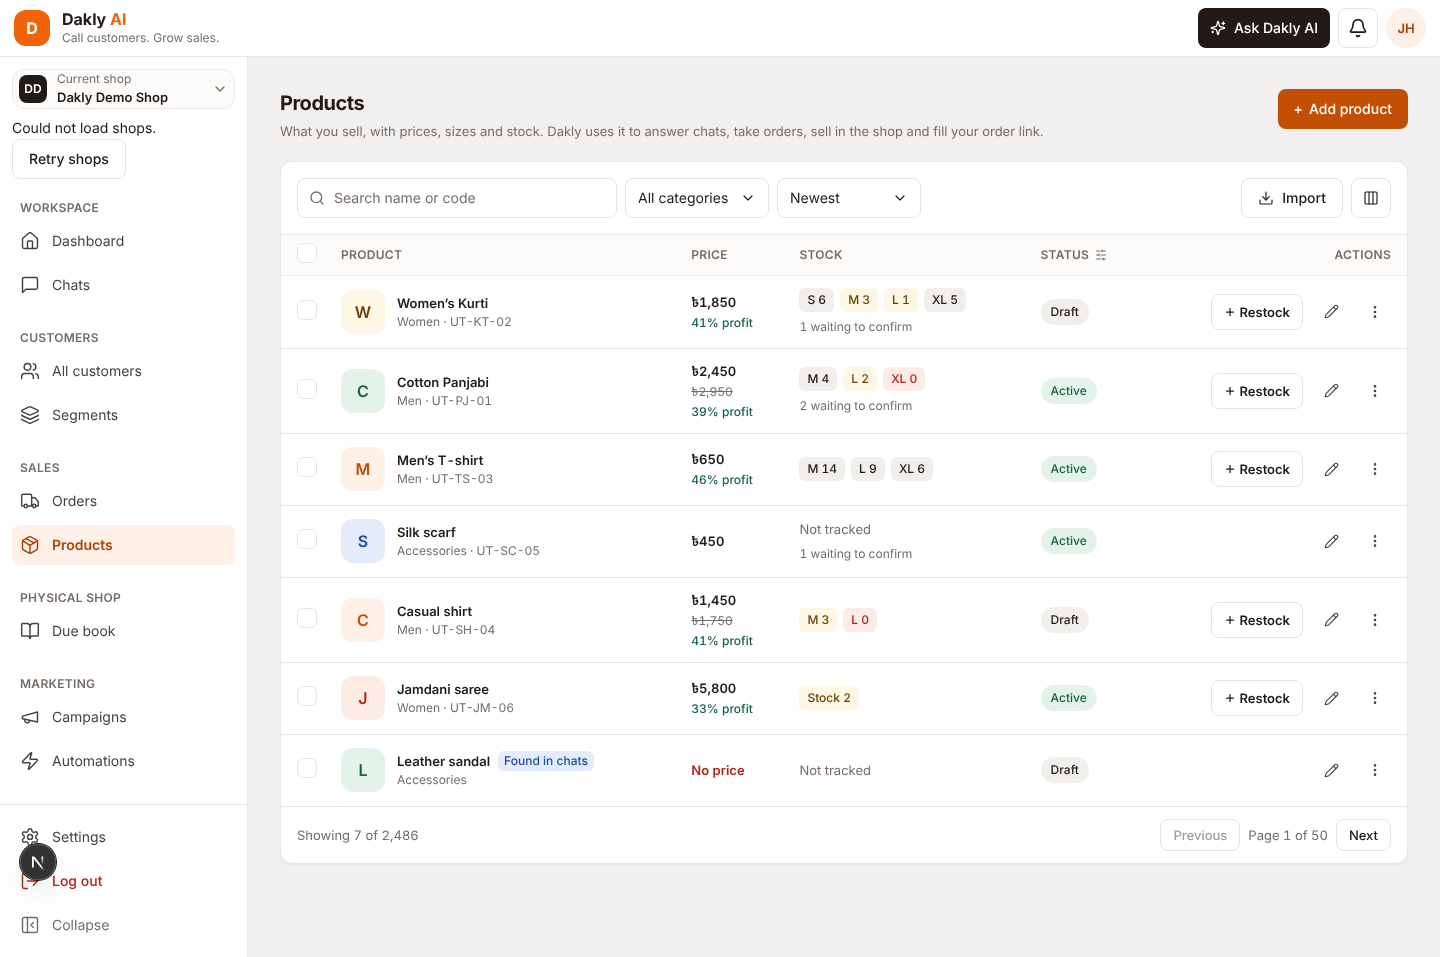 D
Dakly AI
Call customers. Grow sales.
Ask Dakly AI
JH
DD
Current shop
Dakly Demo Shop
Could not load shops.
Retry shops
WORKSPACE
Dashboard
Chats
CUSTOMERS
All customers
Segments
SALES
Orders
Products
PHYSICAL SHOP
Due book
MARKETING
Campaigns
Automations
Settings
N
Log out
Collapse
Products
What you sell, with prices, sizes and stock. Dakly uses it to answer chats, take orders, sell in the shop and fill your order link.
+ Add product
Search name or code
All categories
Newest
Import
PRODUCT PRICE STOCK STATUS ACTIONS
W
Women’s Kurti
Women · UT-KT-02
৳1,850
41% profit
S 6 M 3 L 1 XL 5
1 waiting to confirm
Draft
+ Restock
C
Cotton Panjabi
Men · UT-PJ-01
৳2,450
৳2,950
39% profit
M 4 L 2 XL 0
2 waiting to confirm
Active
+ Restock
M
Men’s T-shirt
Men · UT-TS-03
৳650
46% profit
M 14 L 9 XL 6
Active
+ Restock
S
Silk scarf
Accessories · UT-SC-05
৳450
Not tracked
1 waiting to confirm
Active
C
Casual shirt
Men · UT-SH-04
৳1,450
৳1,750
41% profit
M 3 L 0
Draft
+ Restock
J
Jamdani saree
Women · UT-JM-06
৳5,800
33% profit
Stock 2
Active
+ Restock
L
Leather sandal Found in chats
Accessories
No price
Not tracked
Draft
Showing 7 of 2,486
Previous Page 1 of 50 Next